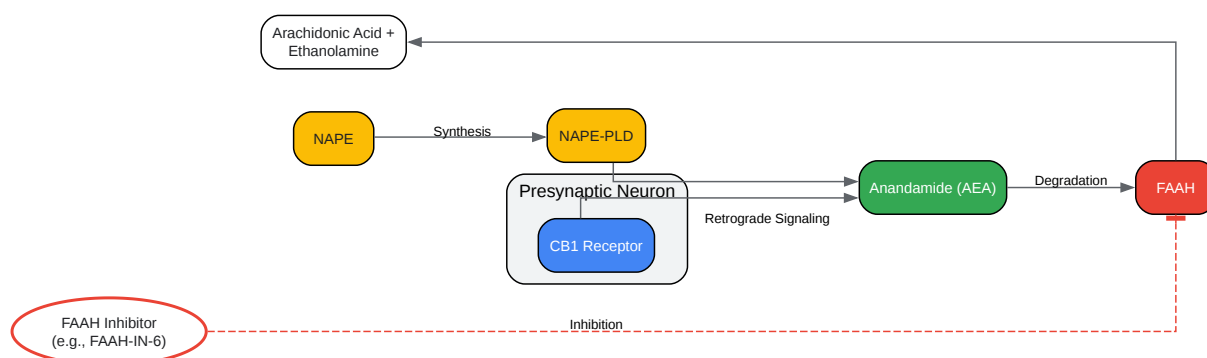 Arachidonic Acid +
Ethanolamine
NAPE
Synthesis
NAPE-PLD
Presynaptic Neuron
CB1 Receptor
Retrograde Signaling
Anandamide (AEA)
Degradation
FAAH
FAAH Inhibitor
(e.g., FAAH-IN-6)
Inhibition